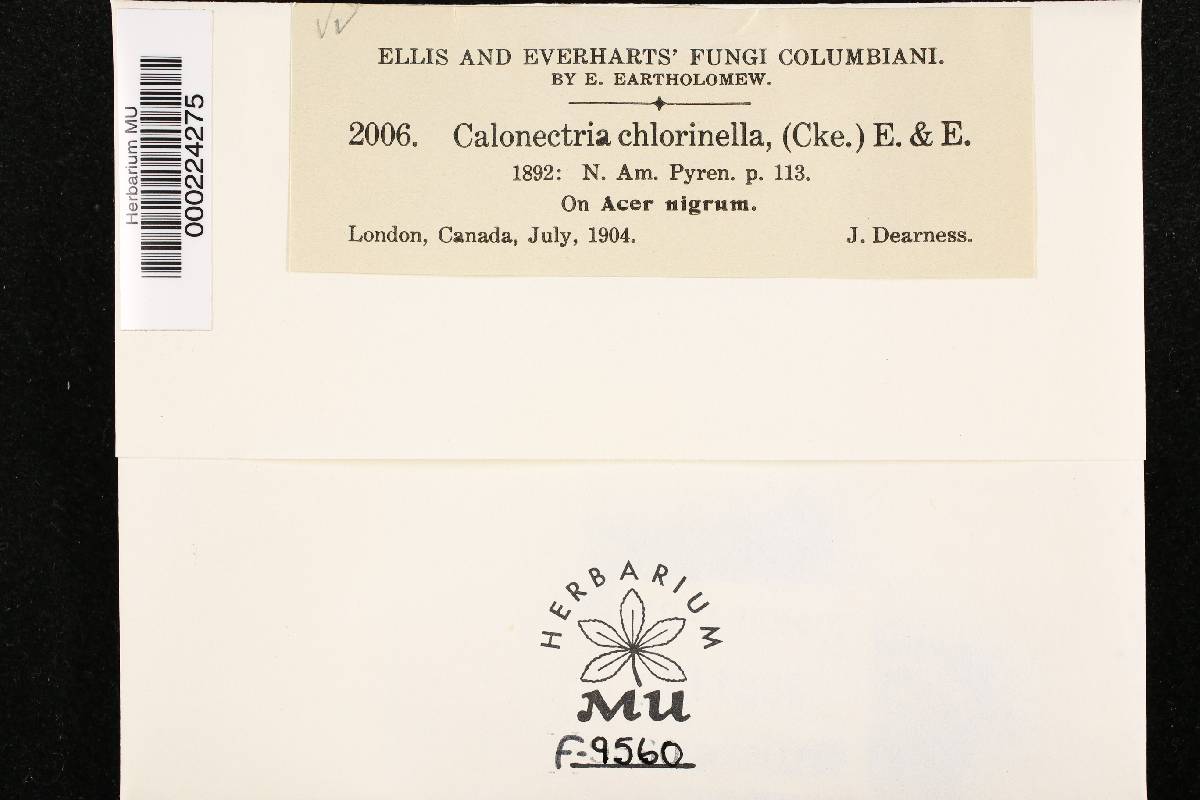 ELLIS AND EVERHARTS' FUNGI COLUMBIANI.
BY E. EARTHOLOMEW.
2006. Calonectria chlorinella, (Cke.) E. & E.
1892: N. Am. Pyren. p. 113.
On Acer nigrum.
London, Canada, July, 1904. J. Dearness.
Herbarium MU
000224275
HERBARIUM
MU
F-9560